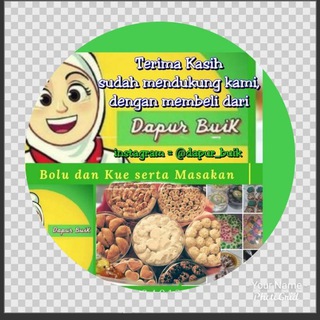 Terima Kasih
sudah mendukung kami,
dengan membeli dari
Dapur BuiK
instagram = @dapur_buik
Bolu dan Kue serta Masakan
Dapur BuiK
Your Name
PhotoGrid